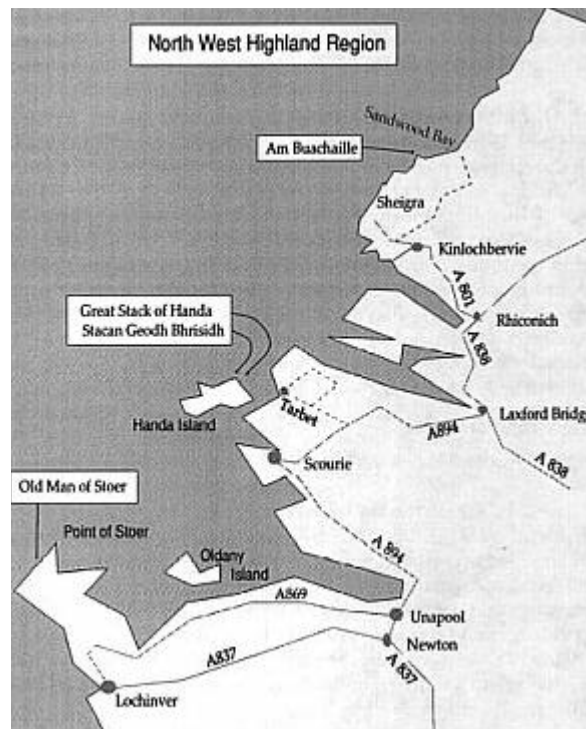 North West Highland Region
Sandwood Bay
Am Buachaille
Sheigra
Kinlochbervie
A 801
Rhiconich
A 838
Great Stack of Handa
Stacan Geodh Bhrisidh
Tarbet
Handa Island
Laxford Bridg
A894
A 838
Scourie
Old Man of Stoer
Point of Stoer
A 894
Oldany
Island
A869
Unapool
Newton
A837
A 837
Lochinver